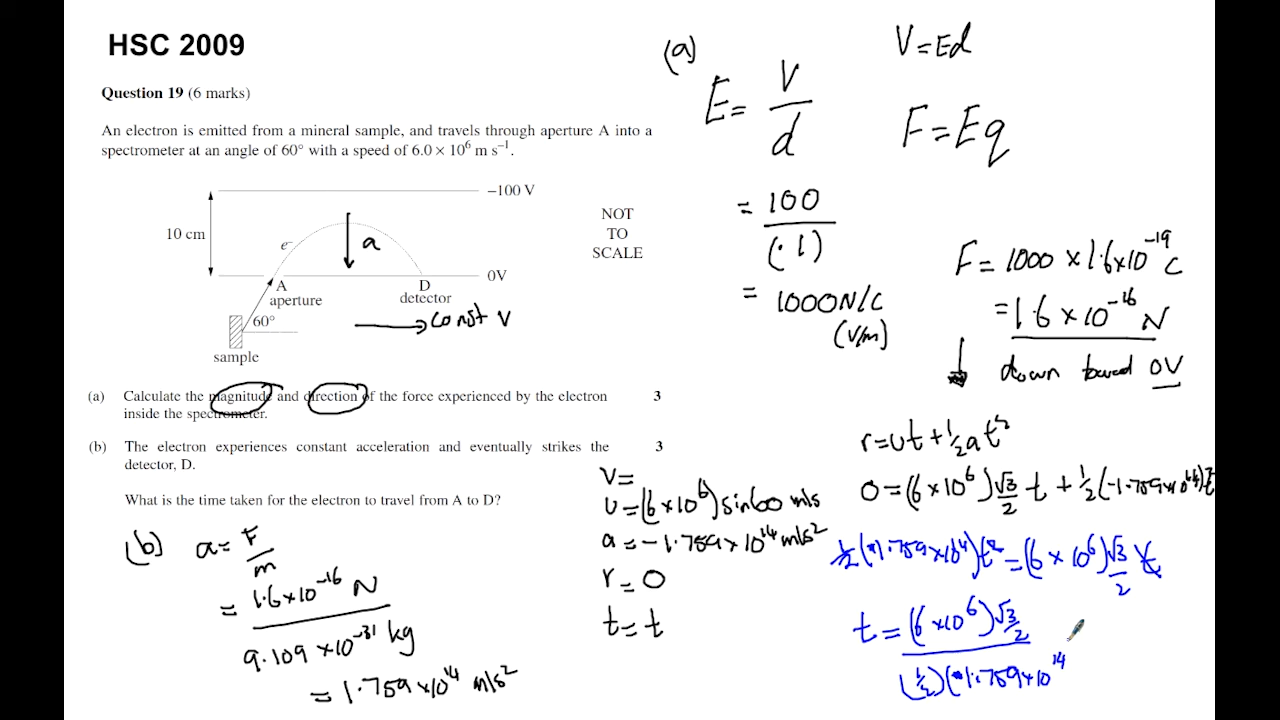 HSC 2009
Question 19 (6 marks)
An electron is emitted from a mineral sample, and travels through aperture A into a
spectrometer at an angle of 60° with a speed of 6.0 × 10⁶ m s⁻¹.
–100 V
10 cm
e⁻
a
NOT
TO
SCALE
0V
A
aperture
D
detector
60°
const V
sample
(a) Calculate the magnitude and direction of the force experienced by the electron
inside the spectrometer.
3
(b) The electron experiences constant acceleration and eventually strikes the
detector, D.
3
What is the time taken for the electron to travel from A to D?
(a)
E = V/d
= 100/(.1)
= 1000N/C
(V/m)
V=Ed
F=Eq
F= 1000 ×1.6×10⁻¹⁹ C
=1.6 ×10⁻¹⁶ N
down toward 0V
(b) a= F/m
= 1.6×10⁻¹⁶ N / 9.109 ×10⁻³¹ kg
= 1.759 ×10¹⁴ m/s²
V=
u=(6×10⁶)sin60 m/s
a=-1.759×10¹⁴ m/s²
r=0
t=t
r=ut+½at²
0=(6×10⁶)√3/2 t + ½(-1.759×10¹⁴)t²
½(1.759×10¹⁴)t² =(6 × 10⁶)√3/2 t
t= (6 ×10⁶)√3/2 / (½)(1.759×10¹⁴